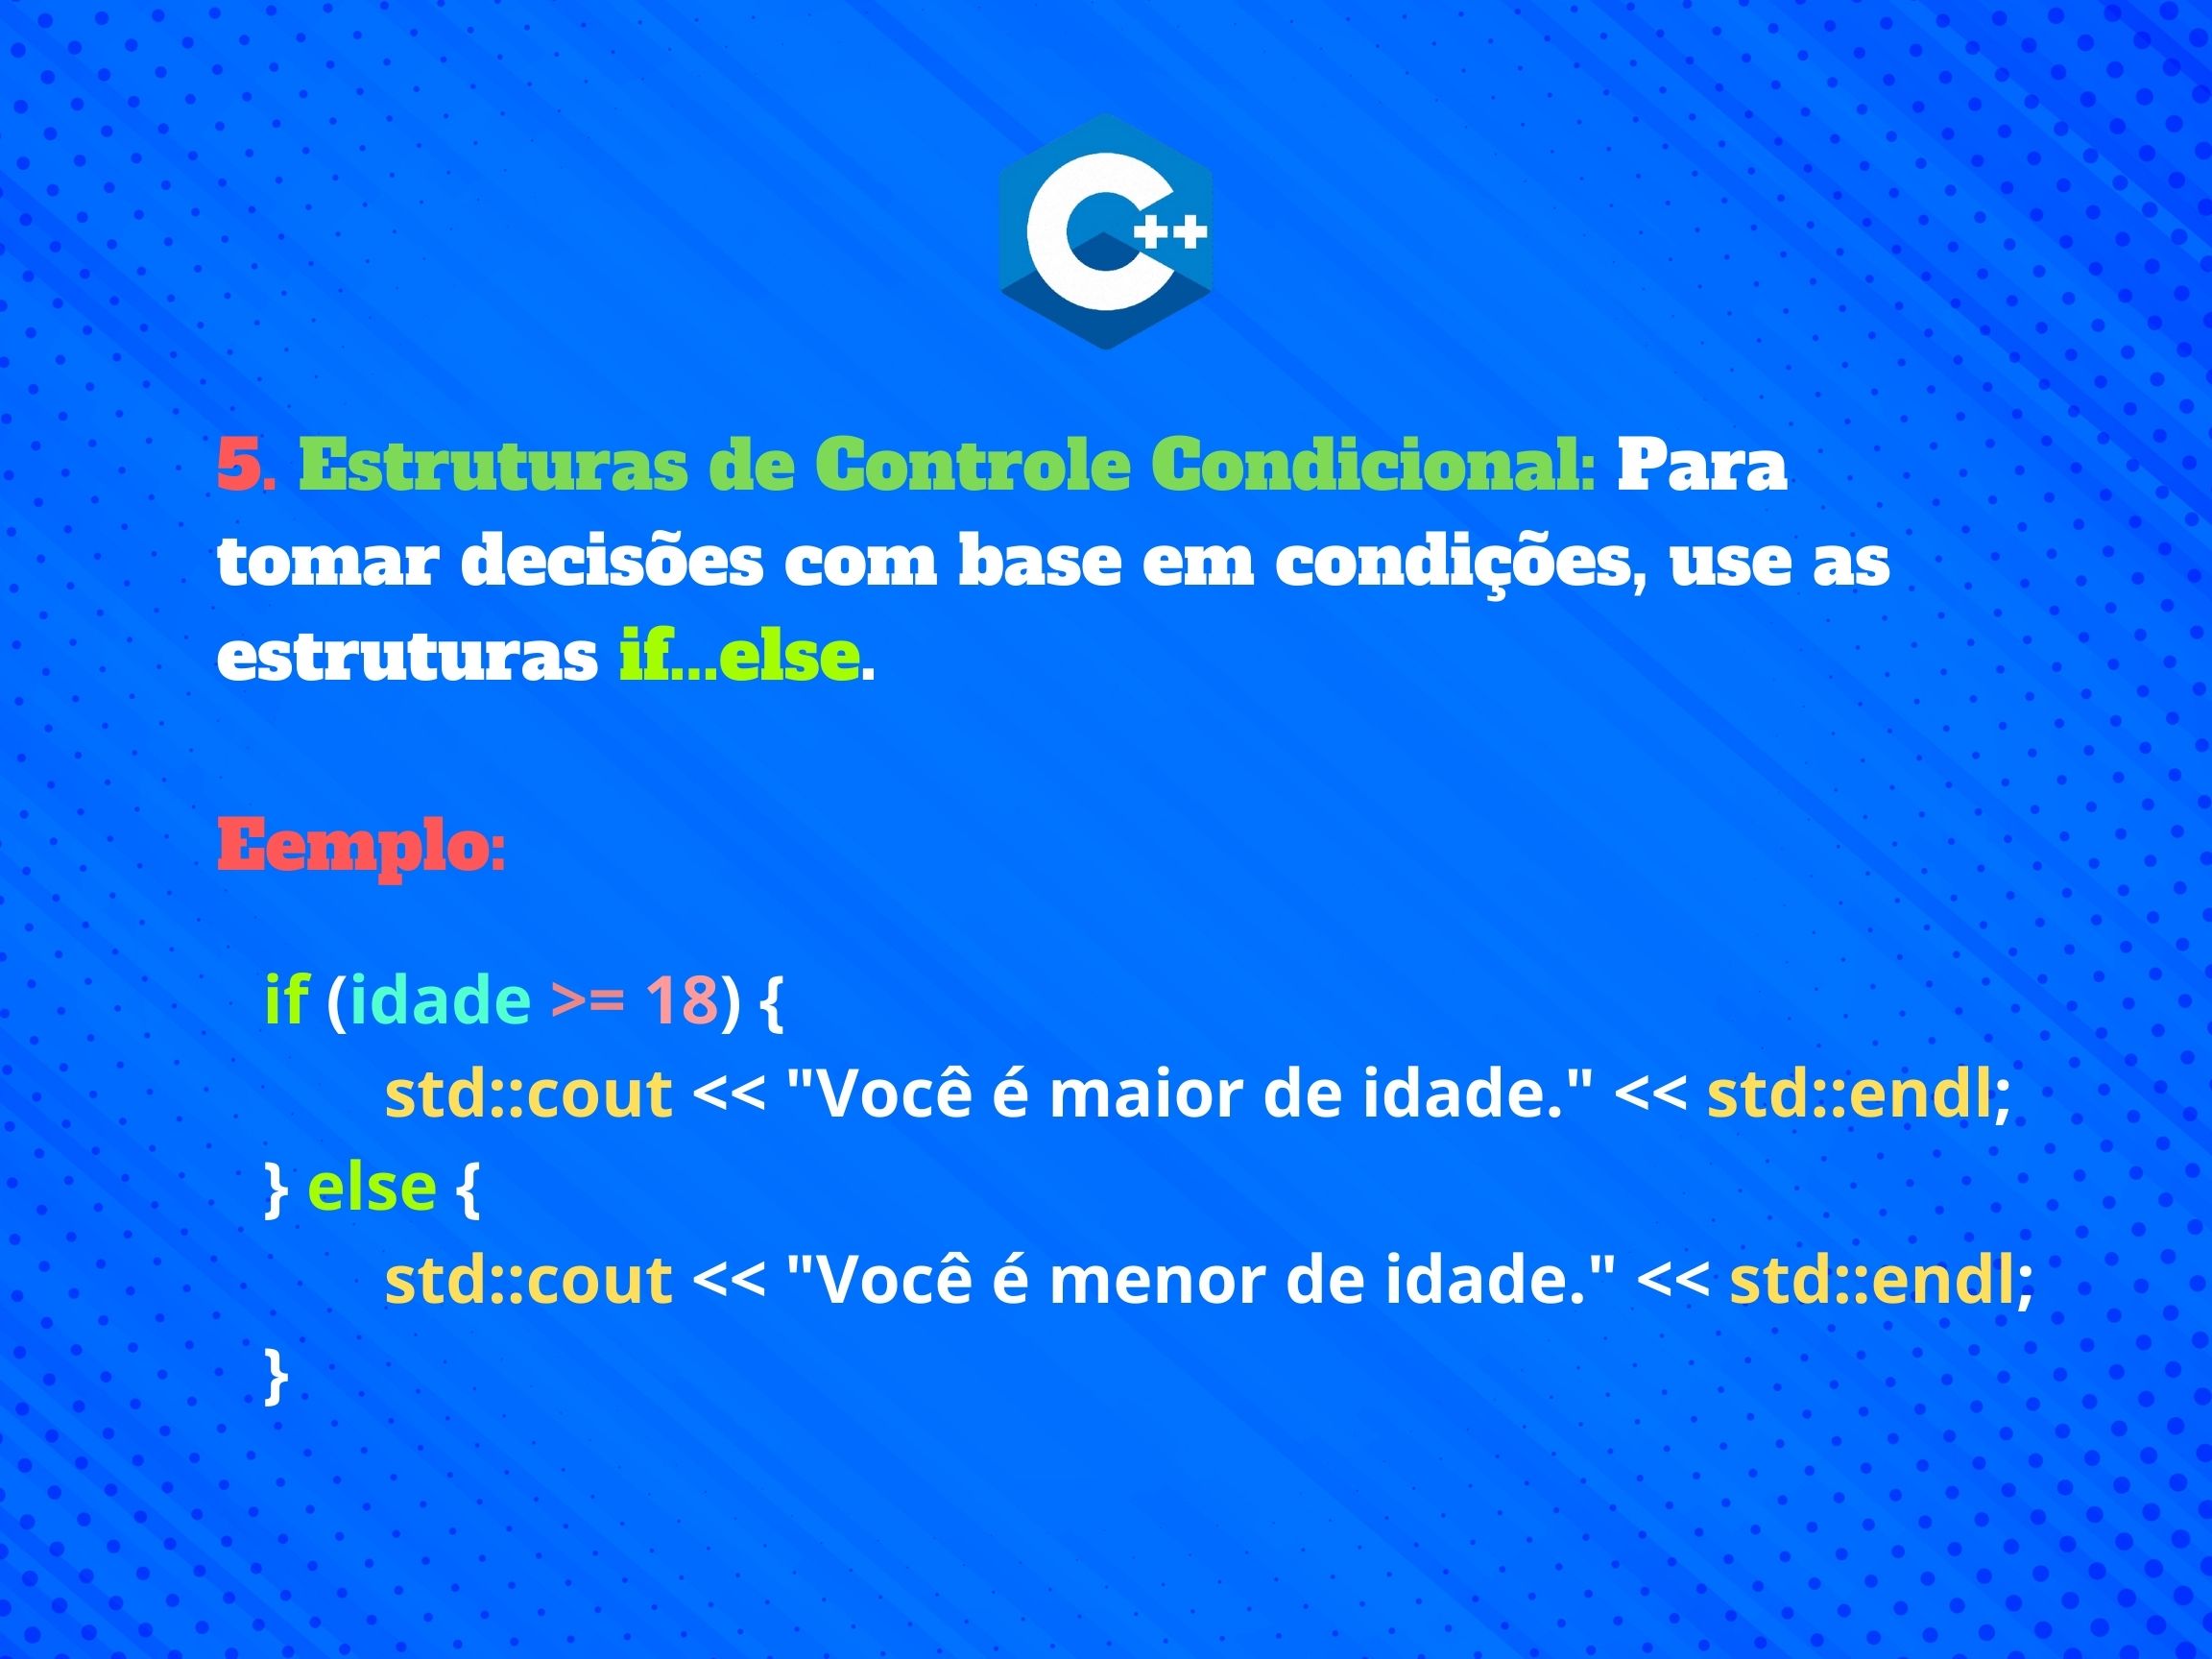 C++
5. Estruturas de Controle Condicional: Para
tomar decisões com base em condições, use as
estruturas if...else.
Eemplo:
if (idade >= 18) {
std::cout << "Você é maior de idade." << std::endl;
} else {
std::cout << "Você é menor de idade." << std::endl;
}